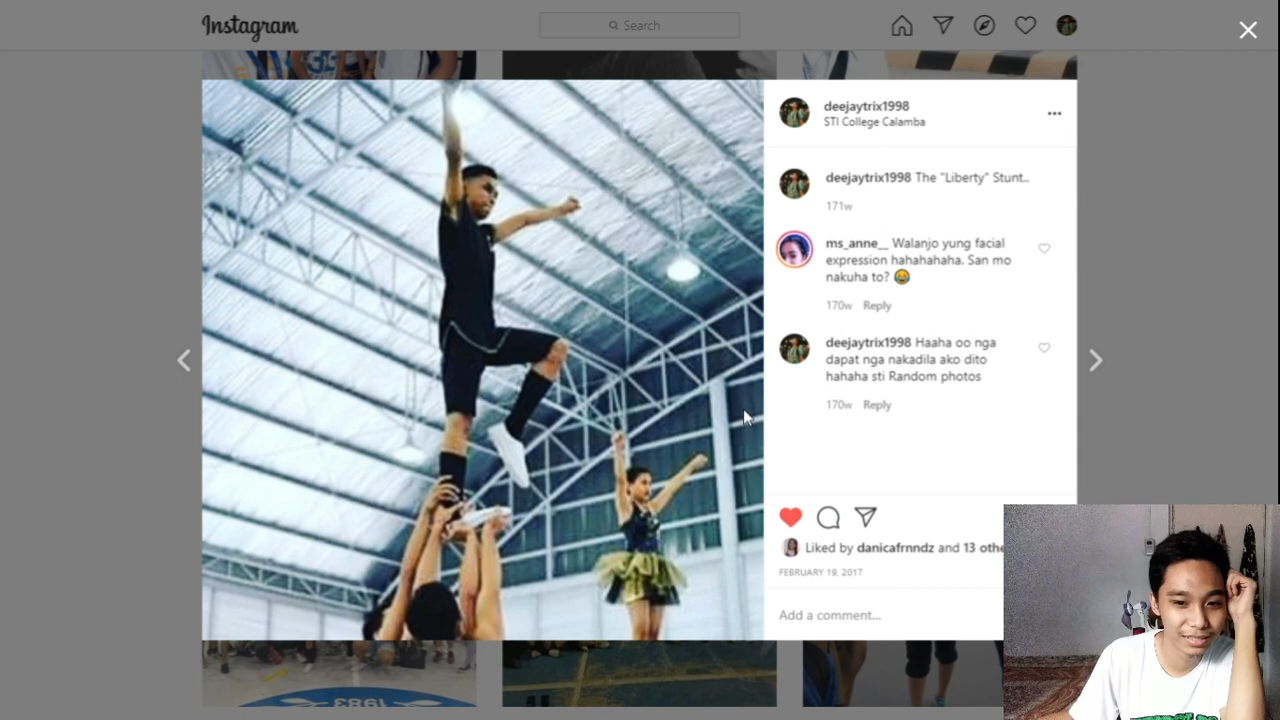 Instagram
Search
deejaytrix1998
STI College Calamba
deejaytrix1998 The "Liberty" Stunt..
171w
ms_anne__ Walanjo yung facial
expression hahahahaha. San mo
nakuha to? 😂
170w Reply
deejaytrix1998 Haaha oo nga
dapat nga nakadila ako dito
hahaha sti Random photos
170w Reply
Liked by danicafrnndz and 13 othe
FEBRUARY 19, 2017
Add a comment...